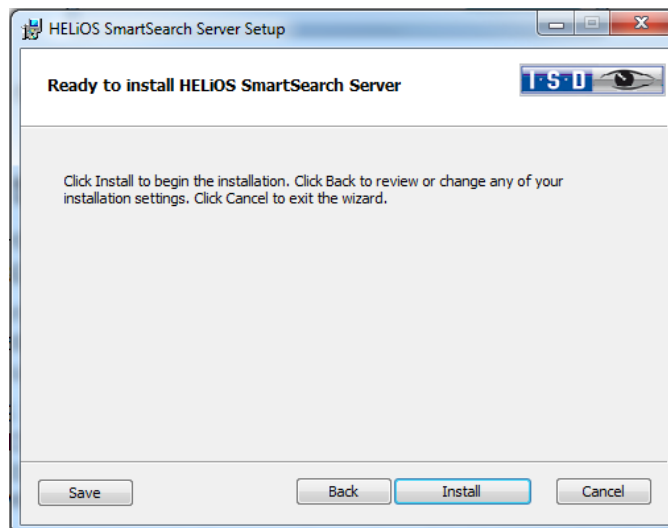 HELiOS SmartSearch Server Setup
Ready to install HELiOS SmartSearch Server
I·S·D
Click Install to begin the installation. Click Back to review or change any of your
installation settings. Click Cancel to exit the wizard.
Save Back Install Cancel